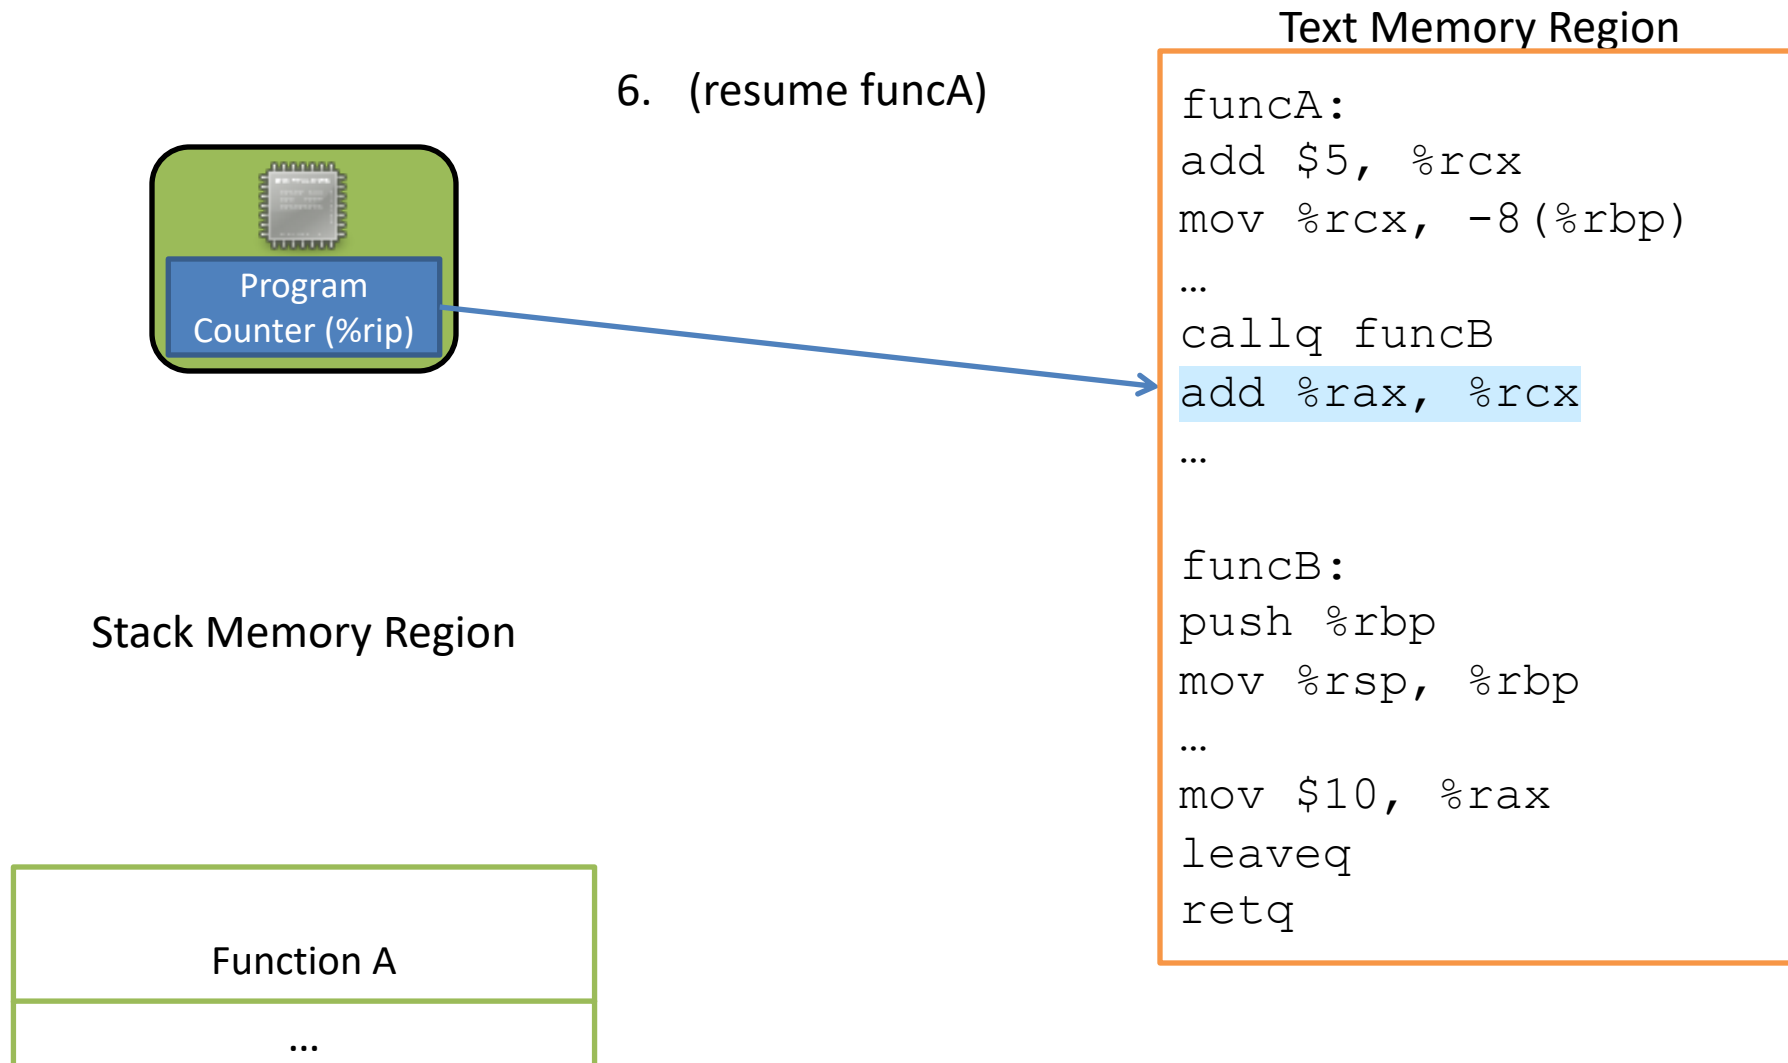 Text Memory Region
6. (resume funcA)
funcA:
add $5, %rcx
mov %rcx, -8(%rbp)
…
callq funcB
add %rax, %rcx
…
funcB:
push %rbp
mov %rsp, %rbp
…
mov $10, %rax
leaveq
retq
Program
Counter (%rip)
Stack Memory Region
Function A
…